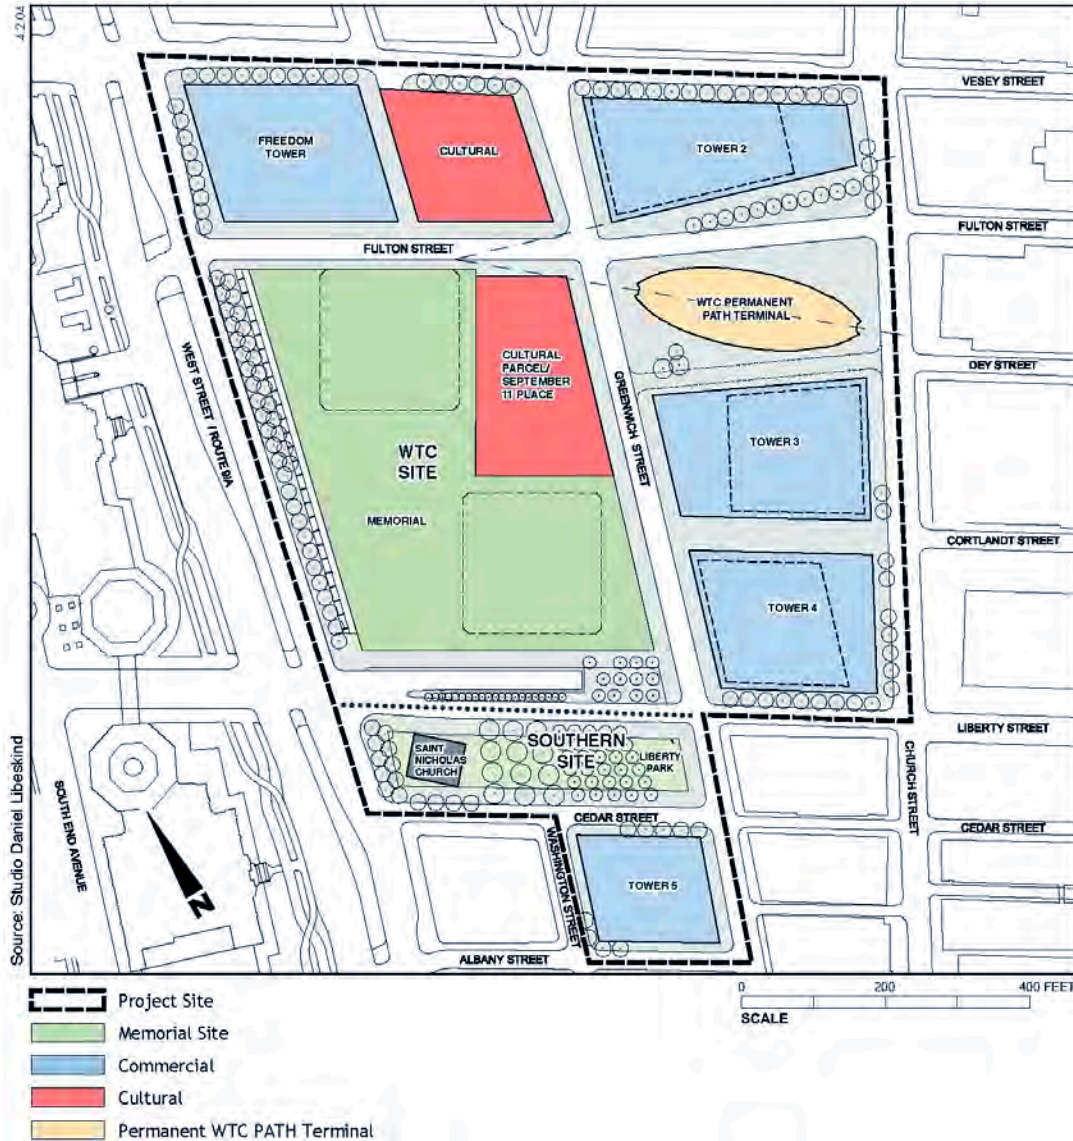 4.2.04
VESEY STREET
FREEDOM
TOWER
CULTURAL
TOWER 2
FULTON STREET
FULTON STREET
WTC PERMANENT
PATH TERMINAL
CULTURAL
PARCEL/
SEPTEMBER
11 PLACE
DEY STREET
WEST STREET / ROUTE 9/A
GREENWICH STREET
WTC
SITE
TOWER 3
MEMORIAL
CORTLANDT STREET
TOWER 4
LIBERTY STREET
SOUTHERN
SITE
SAINT
NICHOLAS
CHURCH
LIBERTY
PARK
CHURCH STREET
SOUTH END AVENUE
CEDAR STREET
CEDAR STREET
WASHINGTON STREET
TOWER 5
N
ALBANY STREET
Source: Studio Daniel Libeskind
Project Site
Memorial Site
Commercial
Cultural
Permanent WTC PATH Terminal
0 200 400 FEET
SCALE